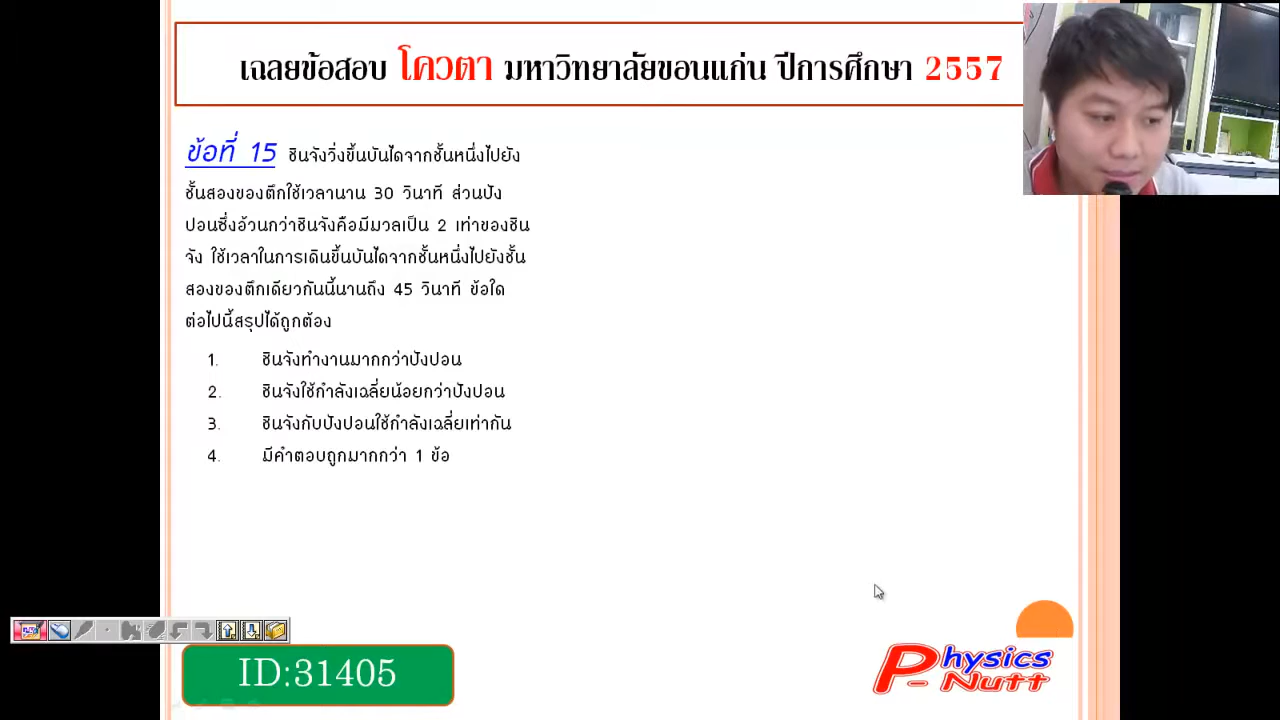 เฉลยข้อสอบ โควตา มหาวิทยาลัยขอนแก่น ปีการศึกษา 2557
ข้อที่ 15 ชินจังวิ่งขึ้นบันไดจากชั้นหนึ่งไปยัง
ชั้นสองของตึกใช้เวลานาน 30 วินาที ส่วนปัง
ปอนซึ่งอ้วนกว่าชินจังคือมีมวลเป็น 2 เท่าของชิน
จัง ใช้เวลาในการเดินขึ้นบันไดจากชั้นหนึ่งไปยังชั้น
สองของตึกเดียวกันนี้นานถึง 45 วินาที ข้อใด
ต่อไปนี้สรุปได้ถูกต้อง
1. ชินจังทำงานมากกว่าปังปอน
2. ชินจังใช้กำลังเฉลี่ยน้อยกว่าปังปอน
3. ชินจังกับปังปอนใช้กำลังเฉลี่ยเท่ากัน
4. มีคำตอบถูกมากกว่า 1 ข้อ
ID:31405
Physics
P-Nutt